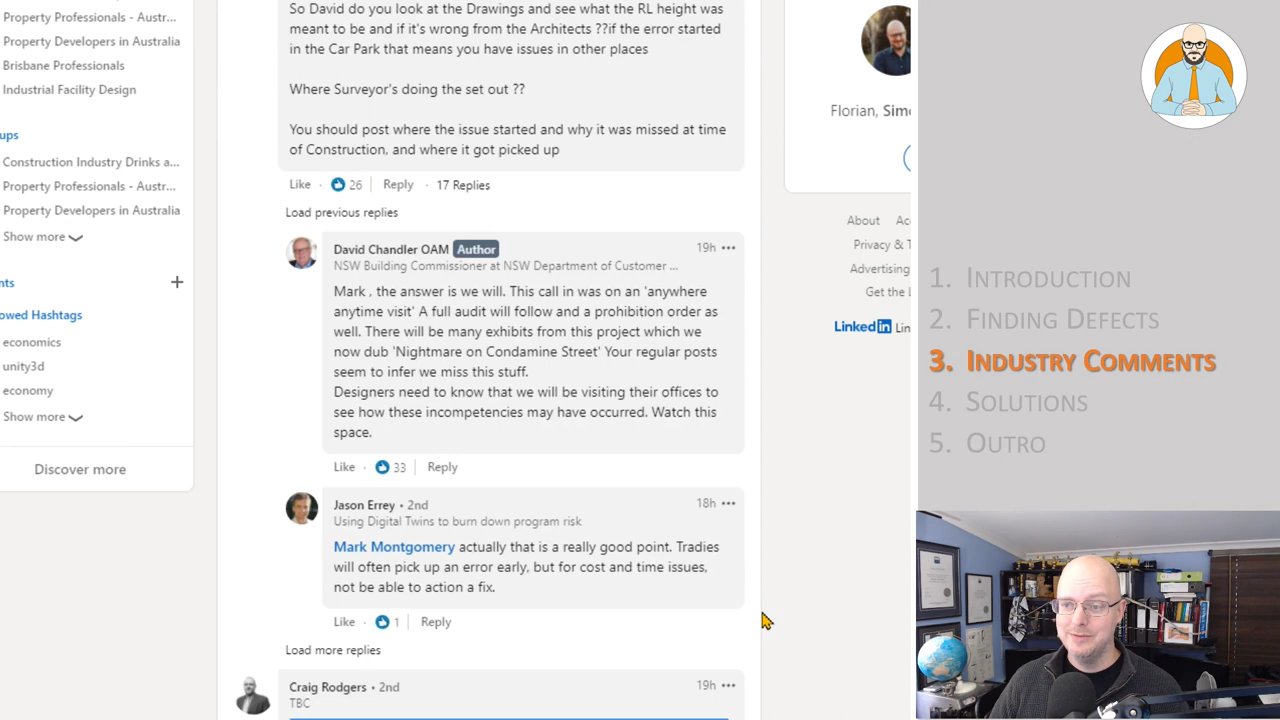 Property Professionals - Austr...
Property Developers in Australia
Brisbane Professionals
Industrial Facility Design
ups
Construction Industry Drinks a...
Property Professionals - Austr...
Property Developers in Australia
Show more
nts
owed Hashtags
economics
unity3d
economy
Show more
Discover more
So David do you look at the Drawings and see what the RL height was
meant to be and if it's wrong from the Architects ??if the error started
in the Car Park that means you have issues in other places
Where Surveyor's doing the set out ??
You should post where the issue started and why it was missed at time
of Construction, and where it got picked up
Like · 26 | Reply · 17 Replies
Load previous replies
David Chandler OAM Author 19h
NSW Building Commissioner at NSW Department of Customer ...
Mark , the answer is we will. This call in was on an 'anywhere
anytime visit' A full audit will follow and a prohibition order as
well. There will be many exhibits from this project which we
now dub 'Nightmare on Condamine Street' Your regular posts
seem to infer we miss this stuff.
Designers need to know that we will be visiting their offices to
see how these incompetencies may have occurred. Watch this
space.
Like · 33 | Reply
Jason Errey • 2nd 18h
Using Digital Twins to burn down program risk
Mark Montgomery actually that is a really good point. Tradies
will often pick up an error early, but for cost and time issues,
not be able to action a fix.
Like · 1 | Reply
Load more replies
Craig Rodgers • 2nd 19h
TBC
Florian, Sim
About Ac
Privacy & T
Advertising
Get the
LinkedIn Lin
1. Introduction
2. Finding Defects
3. Industry Comments
4. Solutions
5. Outro